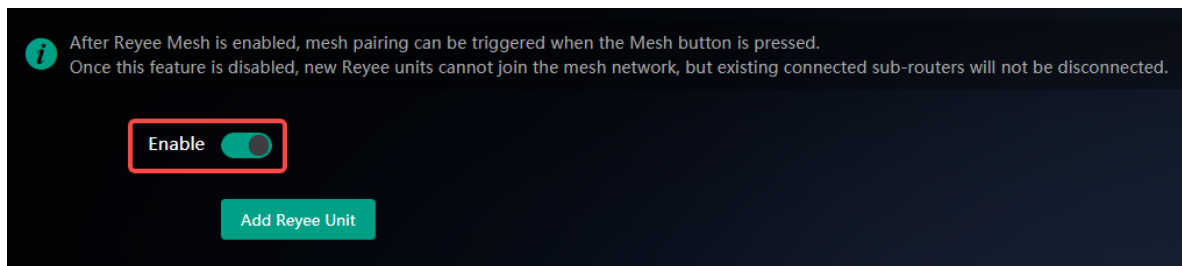 After Reyee Mesh is enabled, mesh pairing can be triggered when the Mesh button is pressed.
Once this feature is disabled, new Reyee units cannot join the mesh network, but existing connected sub-routers will not be disconnected.
Enable
Add Reyee Unit